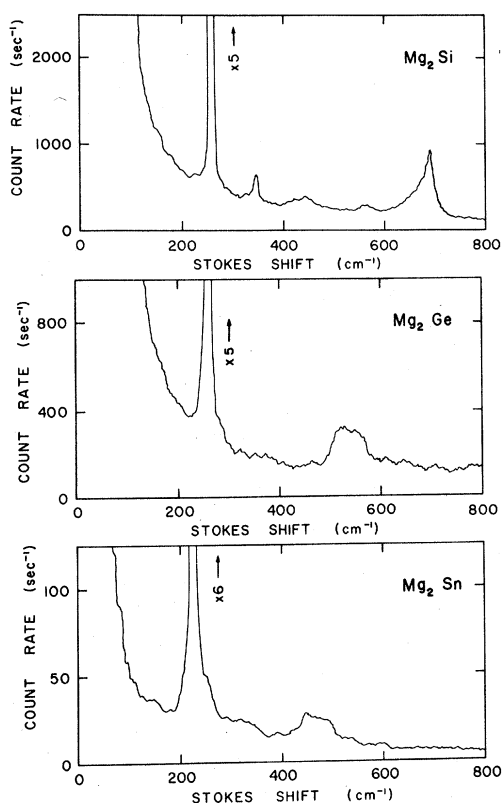 COUNT RATE (sec⁻¹)
2000
1000
0
x5
Mg₂ Si
0 200 400 600 800
STOKES SHIFT (cm⁻¹)
COUNT RATE (sec⁻¹)
800
400
0
x5
Mg₂ Ge
0 200 400 600 800
STOKES SHIFT (cm⁻¹)
COUNT RATE (sec⁻¹)
100
50
0
x6
Mg₂ Sn
0 200 400 600 800
STOKES SHIFT (cm⁻¹)